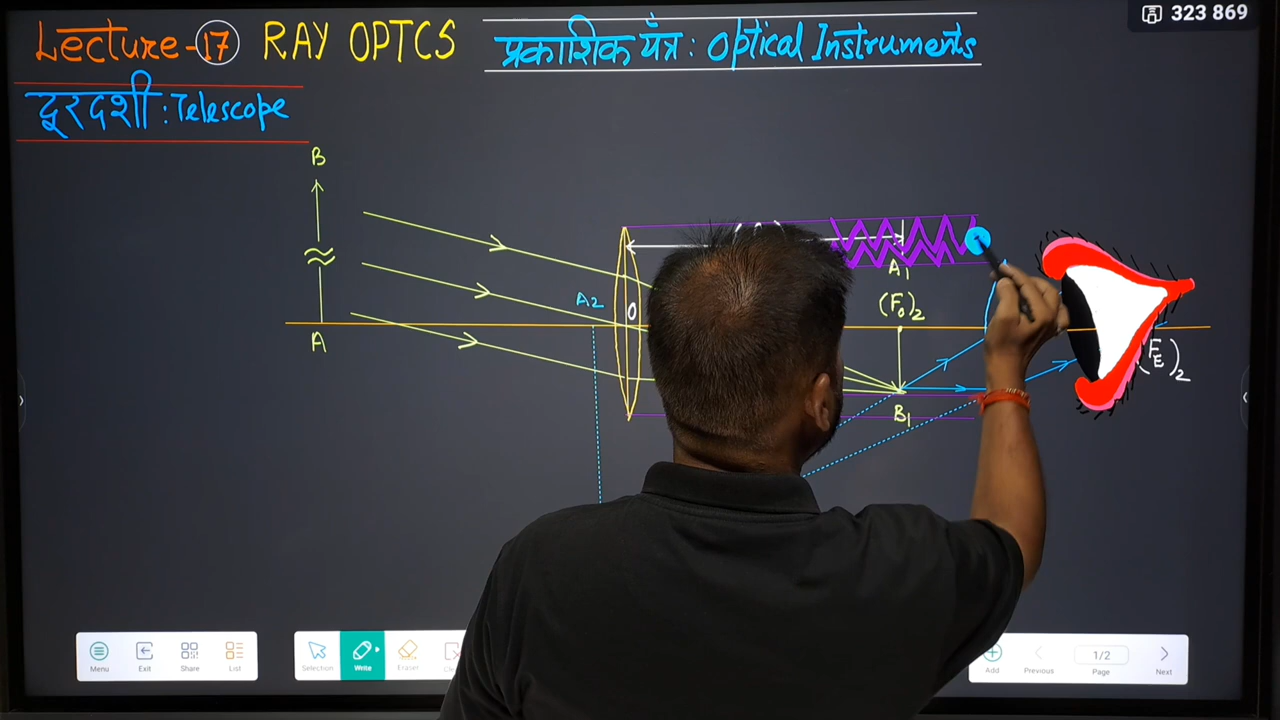 323 869
Lecture-17 RAY OPTCS प्रकाशिक यँत्र : Optical Instruments
दूरदर्शी : Telescope
B
A
A2
O
A1
(Fo)2
B1
(FE)2
Menu Exit Share List
Selection Write Eraser
Add Previous 1/2 Page Next